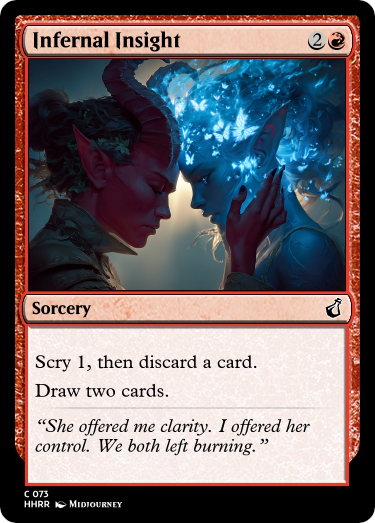 Infernal Insight 2
Sorcery
Scry 1, then discard a card.
Draw two cards.
“She offered me clarity. I offered her
control. We both left burning.”
C 073
HHRR Midjourney